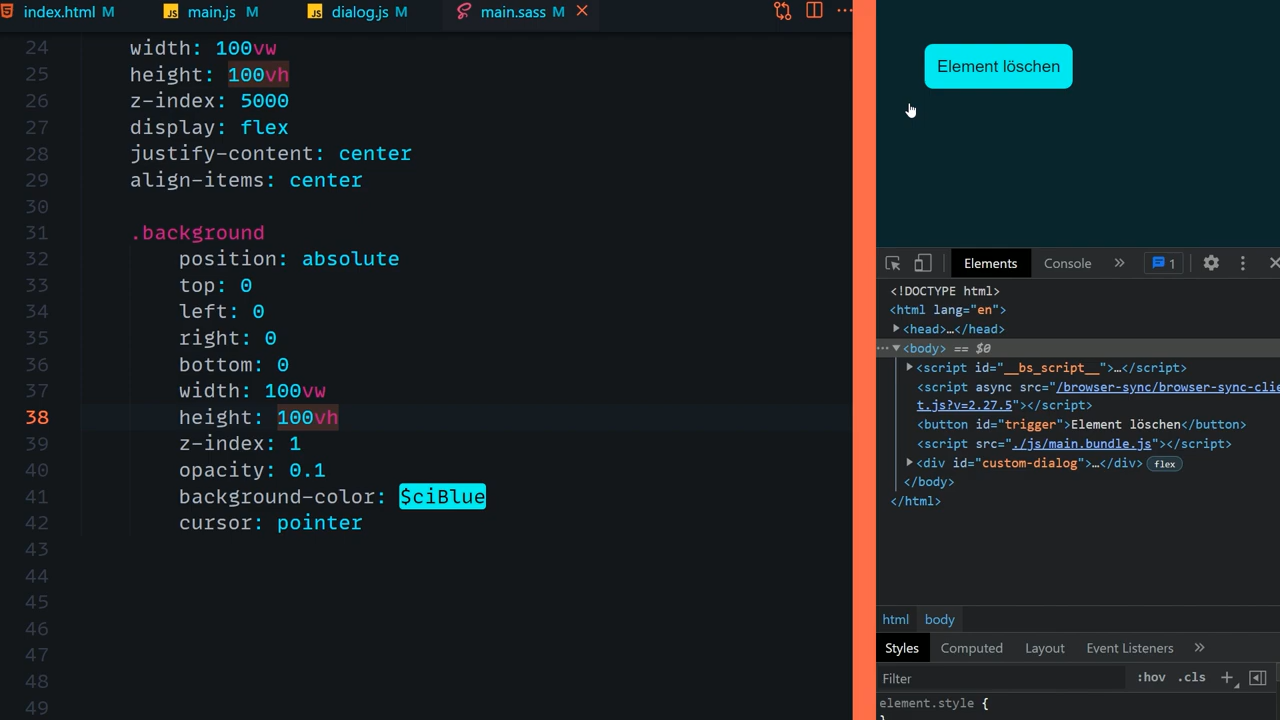 index.html M main.js M dialog.js M main.sass M
24 width: 100vw
25 height: 100vh
26 z-index: 5000
27 display: flex
28 justify-content: center
29 align-items: center
30
31 .background
32 position: absolute
33 top: 0
34 left: 0
35 right: 0
36 bottom: 0
37 width: 100vw
38 height: 100vh
39 z-index: 1
40 opacity: 0.1
41 background-color: $ciBlue
42 cursor: pointer
43
44
45
46
47
48
49
Element löschen
Elements Console » 1
<!DOCTYPE html>
<html lang="en">
<head>…</head>
<body> == $0
<script id="__bs_script__">…</script>
<script async src="/browser-sync/browser-sync-clie
t.js?v=2.27.5"></script>
<button id="trigger">Element löschen</button>
<script src="./js/main.bundle.js"></script>
<div id="custom-dialog">…</div> flex
</body>
</html>
html body
Styles Computed Layout Event Listeners »
Filter :hov .cls +
element.style {
}